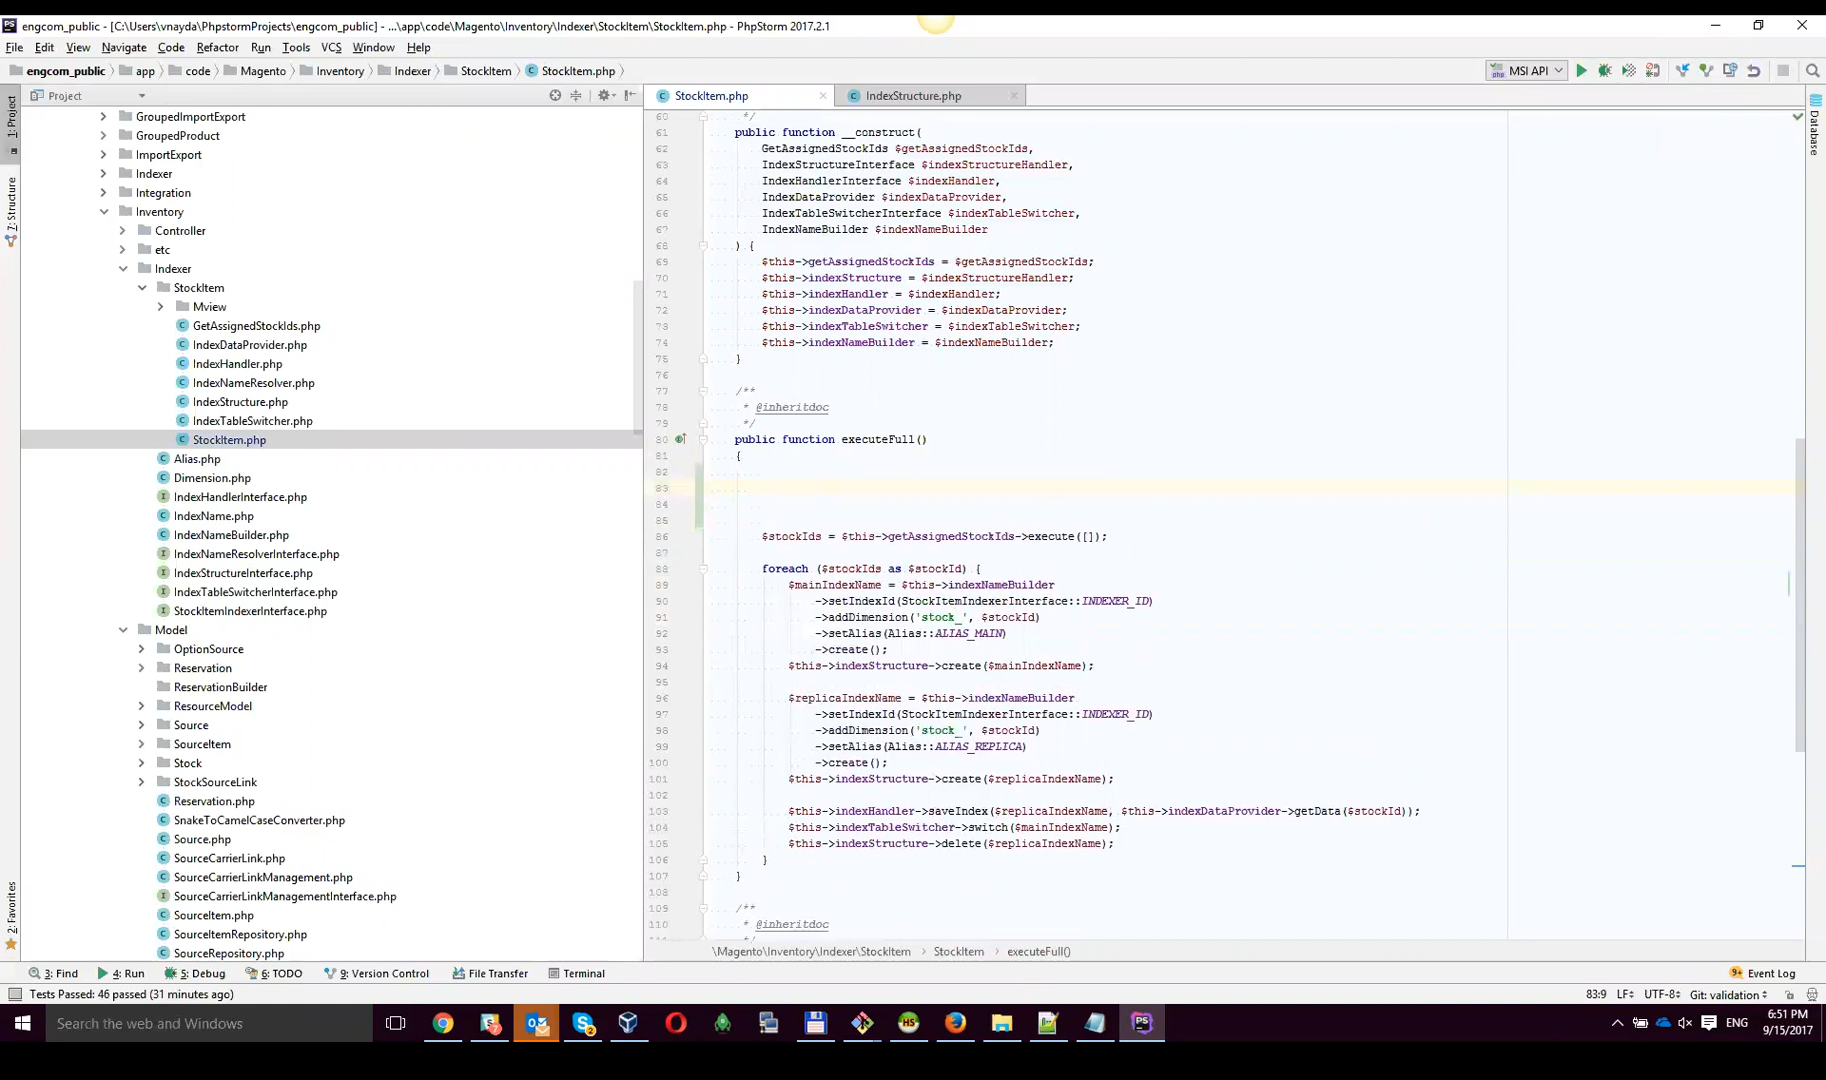 engcom_public - [C:\Users\vnayda\PhpstormProjects\engcom_public] - ...\app\code\Magento\Inventory\Indexer\StockItem\StockItem.php - PhpStorm 2017.2.1
File Edit View Navigate Code Refactor Run Tools VCS Window Help
engcom_public app code Magento Inventory Indexer StockItem StockItem.php
MSI API
Project
StockItem.php
IndexStructure.php
1: Project
7: Structure
2: Favorites
Database
GroupedImportExport
GroupedProduct
ImportExport
Indexer
Integration
Inventory
Controller
etc
Indexer
StockItem
Mview
GetAssignedStockIds.php
IndexDataProvider.php
IndexHandler.php
IndexNameResolver.php
IndexStructure.php
IndexTableSwitcher.php
StockItem.php
Alias.php
Dimension.php
IndexHandlerInterface.php
IndexName.php
IndexNameBuilder.php
IndexNameResolverInterface.php
IndexStructureInterface.php
IndexTableSwitcherInterface.php
StockItemIndexerInterface.php
Model
OptionSource
Reservation
ReservationBuilder
ResourceModel
Source
SourceItem
Stock
StockSourceLink
Reservation.php
SnakeToCamelCaseConverter.php
Source.php
SourceCarrierLink.php
SourceCarrierLinkManagement.php
SourceCarrierLinkManagementInterface.php
SourceItem.php
SourceItemRepository.php
SourceRepository.php
60 */
61 public function __construct(
62 GetAssignedStockIds $getAssignedStockIds,
63 IndexStructureInterface $indexStructureHandler,
64 IndexHandlerInterface $indexHandler,
65 IndexDataProvider $indexDataProvider,
66 IndexTableSwitcherInterface $indexTableSwitcher,
67 IndexNameBuilder $indexNameBuilder
68 ) {
69 $this->getAssignedStockIds = $getAssignedStockIds;
70 $this->indexStructure = $indexStructureHandler;
71 $this->indexHandler = $indexHandler;
72 $this->indexDataProvider = $indexDataProvider;
73 $this->indexTableSwitcher = $indexTableSwitcher;
74 $this->indexNameBuilder = $indexNameBuilder;
75 }
76
77 /**
78 * @inheritdoc
79 */
80 public function executeFull()
81 {
82
83
84
85
86 $stockIds = $this->getAssignedStockIds->execute([]);
87
88 foreach ($stockIds as $stockId) {
89 $mainIndexName = $this->indexNameBuilder
90 ->setIndexId(StockItemIndexerInterface::INDEXER_ID)
91 ->addDimension('stock_', $stockId)
92 ->setAlias(Alias::ALIAS_MAIN)
93 ->create();
94 $this->indexStructure->create($mainIndexName);
95
96 $replicaIndexName = $this->indexNameBuilder
97 ->setIndexId(StockItemIndexerInterface::INDEXER_ID)
98 ->addDimension('stock_', $stockId)
99 ->setAlias(Alias::ALIAS_REPLICA)
100 ->create();
101 $this->indexStructure->create($replicaIndexName);
102
103 $this->indexHandler->saveIndex($replicaIndexName, $this->indexDataProvider->getData($stockId));
104 $this->indexTableSwitcher->switch($mainIndexName);
105 $this->indexStructure->delete($replicaIndexName);
106 }
107 }
108
109 /**
110 * @inheritdoc
*/
\Magento\Inventory\Indexer\StockItem StockItem executeFull()
3: Find 4: Run 5: Debug 6: TODO 9: Version Control File Transfer Terminal
9+ Event Log
Tests Passed: 46 passed (31 minutes ago)
83:9 LF UTF-8 Git: validation
Search the web and Windows
ENG
6:51 PM
9/15/2017